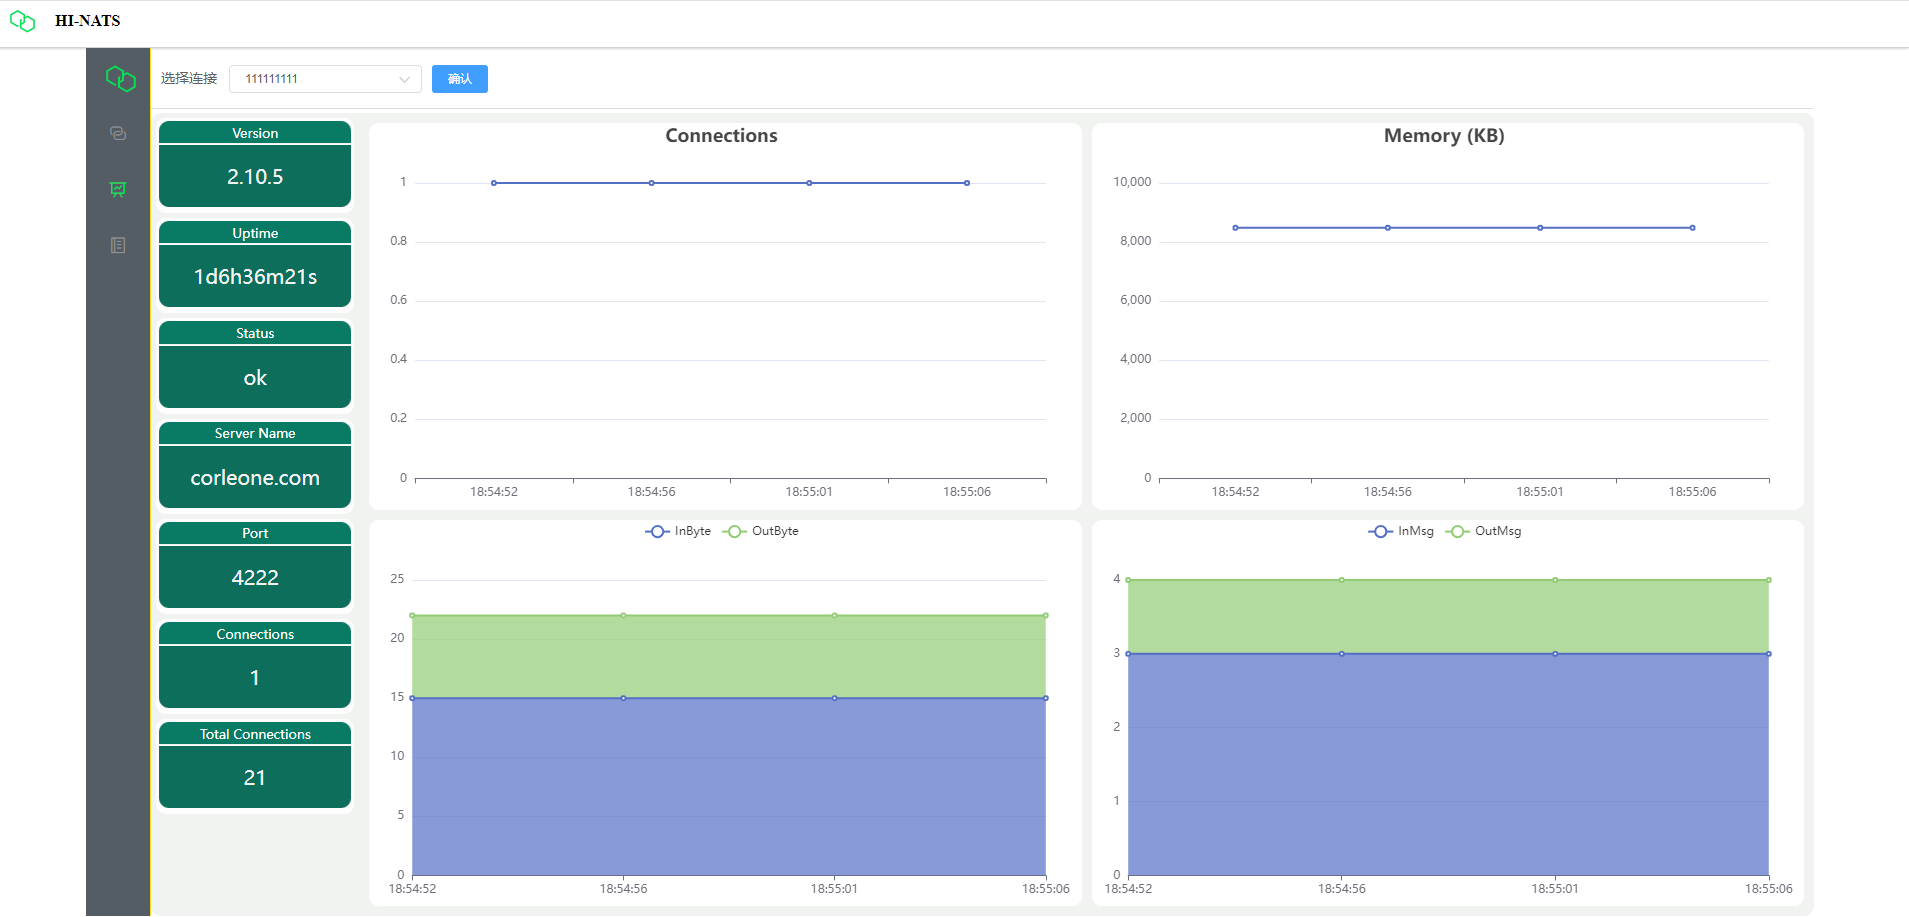 HI-NATS
选择连接 111111111 确认
Version
2.10.5
Uptime
1d6h36m21s
Status
ok
Server Name
corleone.com
Port
4222
Connections
1
Total Connections
21
Connections
1
0.8
0.6
0.4
0.2
0
18:54:52 18:54:56 18:55:01 18:55:06
Memory (KB)
10,000
8,000
6,000
4,000
2,000
0
18:54:52 18:54:56 18:55:01 18:55:06
InByte OutByte
25
20
15
10
5
0
18:54:52 18:54:56 18:55:01 18:55:06
InMsg OutMsg
4
3
2
1
0
18:54:52 18:54:56 18:55:01 18:55:06